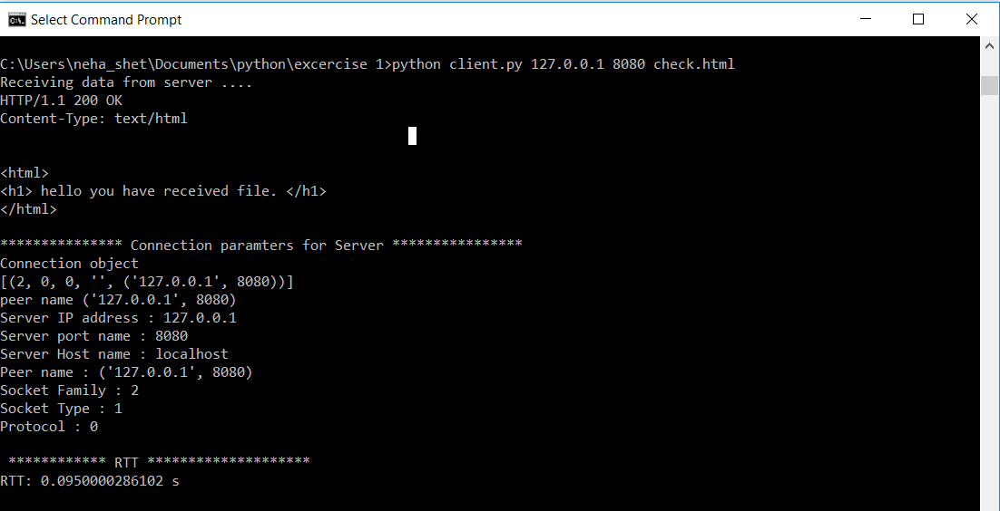 Select Command Prompt
C:\Users\neha_shet\Documents\python\excercise 1>python client.py 127.0.0.1 8080 check.html
Receiving data from server ....
HTTP/1.1 200 OK
Content-Type: text/html
<html>
<h1> hello you have received file. </h1>
</html>
*************** Connection paramters for Server ****************
Connection object
[(2, 0, 0, '', ('127.0.0.1', 8080))]
peer name ('127.0.0.1', 8080)
Server IP address : 127.0.0.1
Server port name : 8080
Server Host name : localhost
Peer name : ('127.0.0.1', 8080)
Socket Family : 2
Socket Type : 1
Protocol : 0
************ RTT ********************
RTT: 0.0950000286102 s